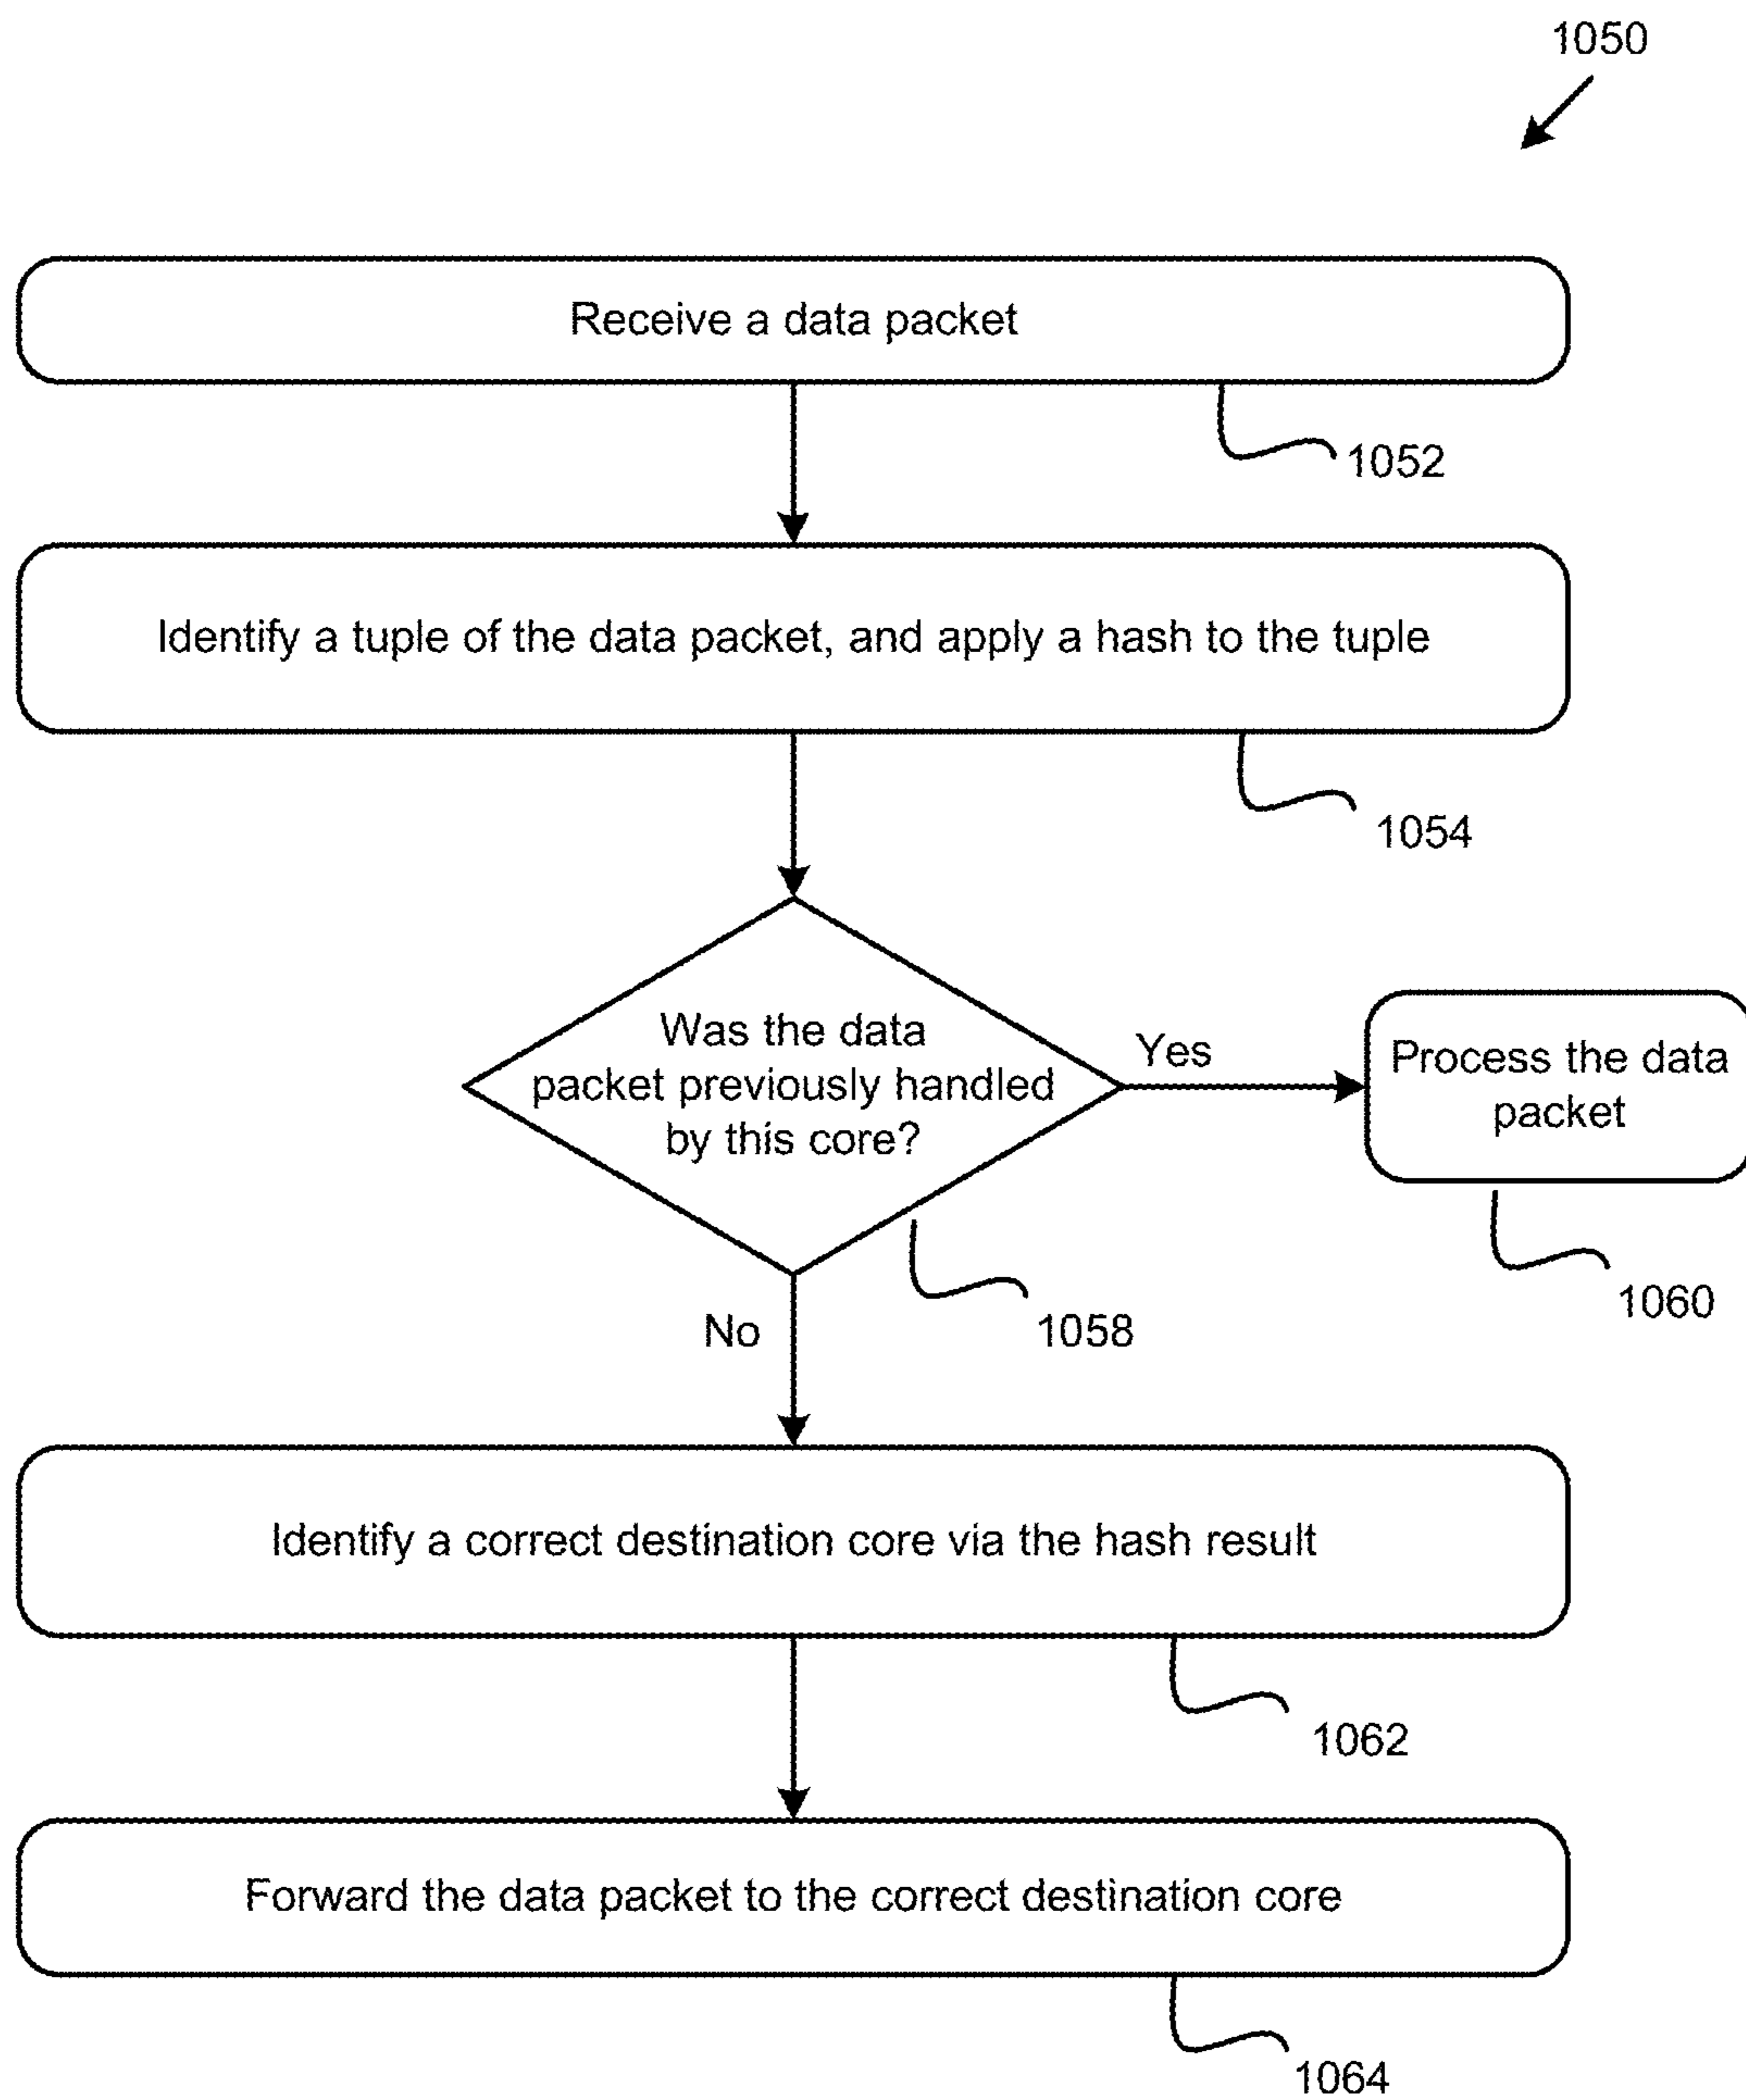 1050
Receive a data packet
1052
Identify a tuple of the data packet, and apply a hash to the tuple
1054
Was the data
packet previously handled
by this core?
Yes
Process the data
packet
1060
1058
No
Identify a correct destination core via the hash result
1062
Forward the data packet to the correct destination core
1064